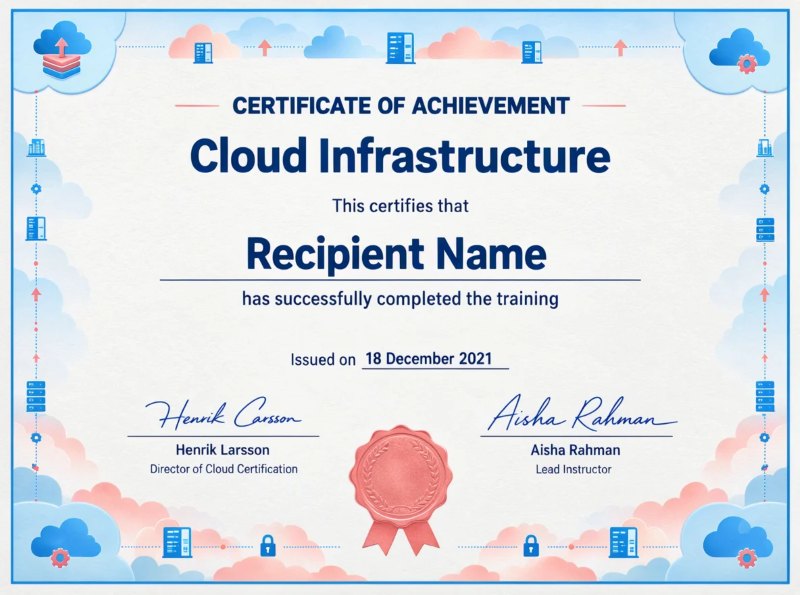 CERTIFICATE OF ACHIEVEMENT
Cloud Infrastructure
This certifies that
Recipient Name
has successfully completed the training
Issued on 18 December 2021
Henrik Carsson
Aisha Rahman
Henrik Larsson
Aisha Rahman
Director of Cloud Certification
Lead Instructor